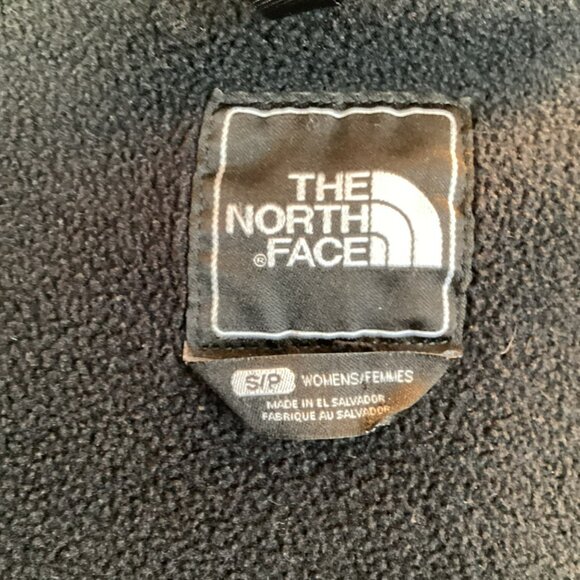 THE
NORTH
®FACE
S/P WOMENS/FEMMES
MADE IN EL SALVADOR
FABRIQUE AU SALVADOR